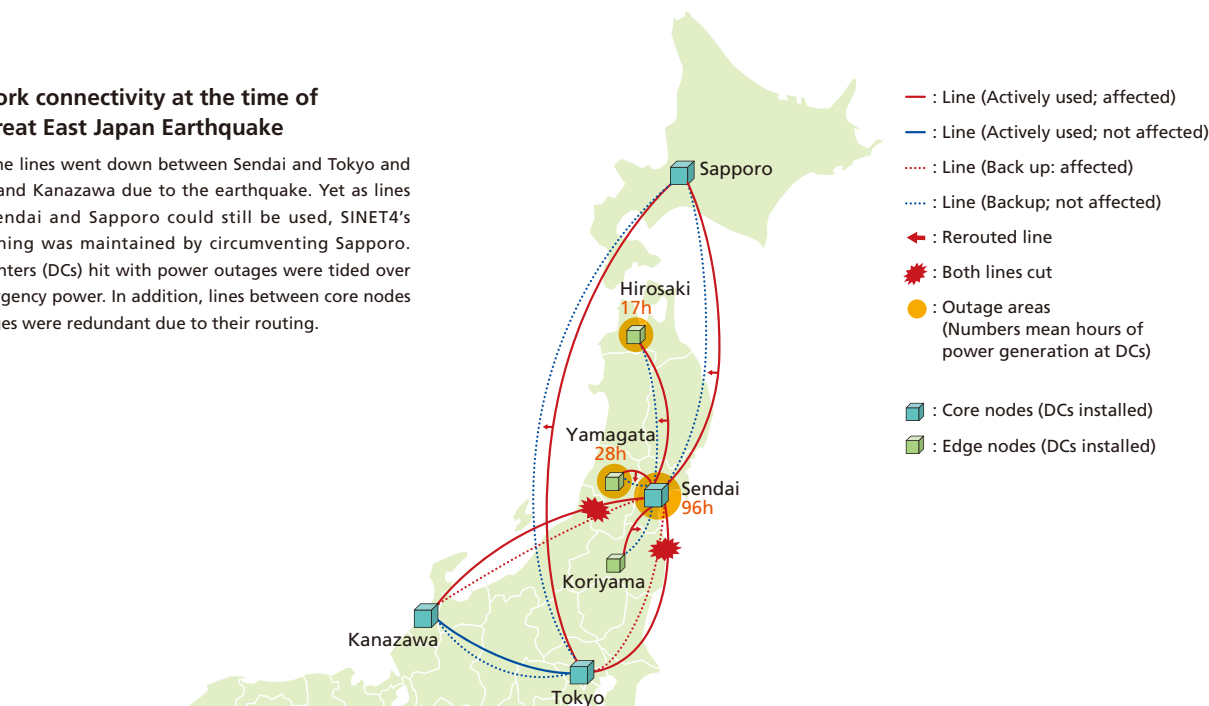 ork connectivity at the time of
reat East Japan Earthquake
ne lines went down between Sendai and Tokyo and
and Kanazawa due to the earthquake. Yet as lines
endai and Sapporo could still be used, SINET4's
ning was maintained by circumventing Sapporo.
nters (DCs) hit with power outages were tided over
rgency power. In addition, lines between core nodes
es were redundant due to their routing.
: Line (Actively used; affected)
: Line (Actively used; not affected)
: Line (Back up: affected)
: Line (Backup; not affected)
: Rerouted line
: Both lines cut
: Outage areas
(Numbers mean hours of
power generation at DCs)
: Core nodes (DCs installed)
: Edge nodes (DCs installed)
Sapporo
Hirosaki
17h
Yamagata
28h
Sendai
96h
Koriyama
Kanazawa
Tokyo